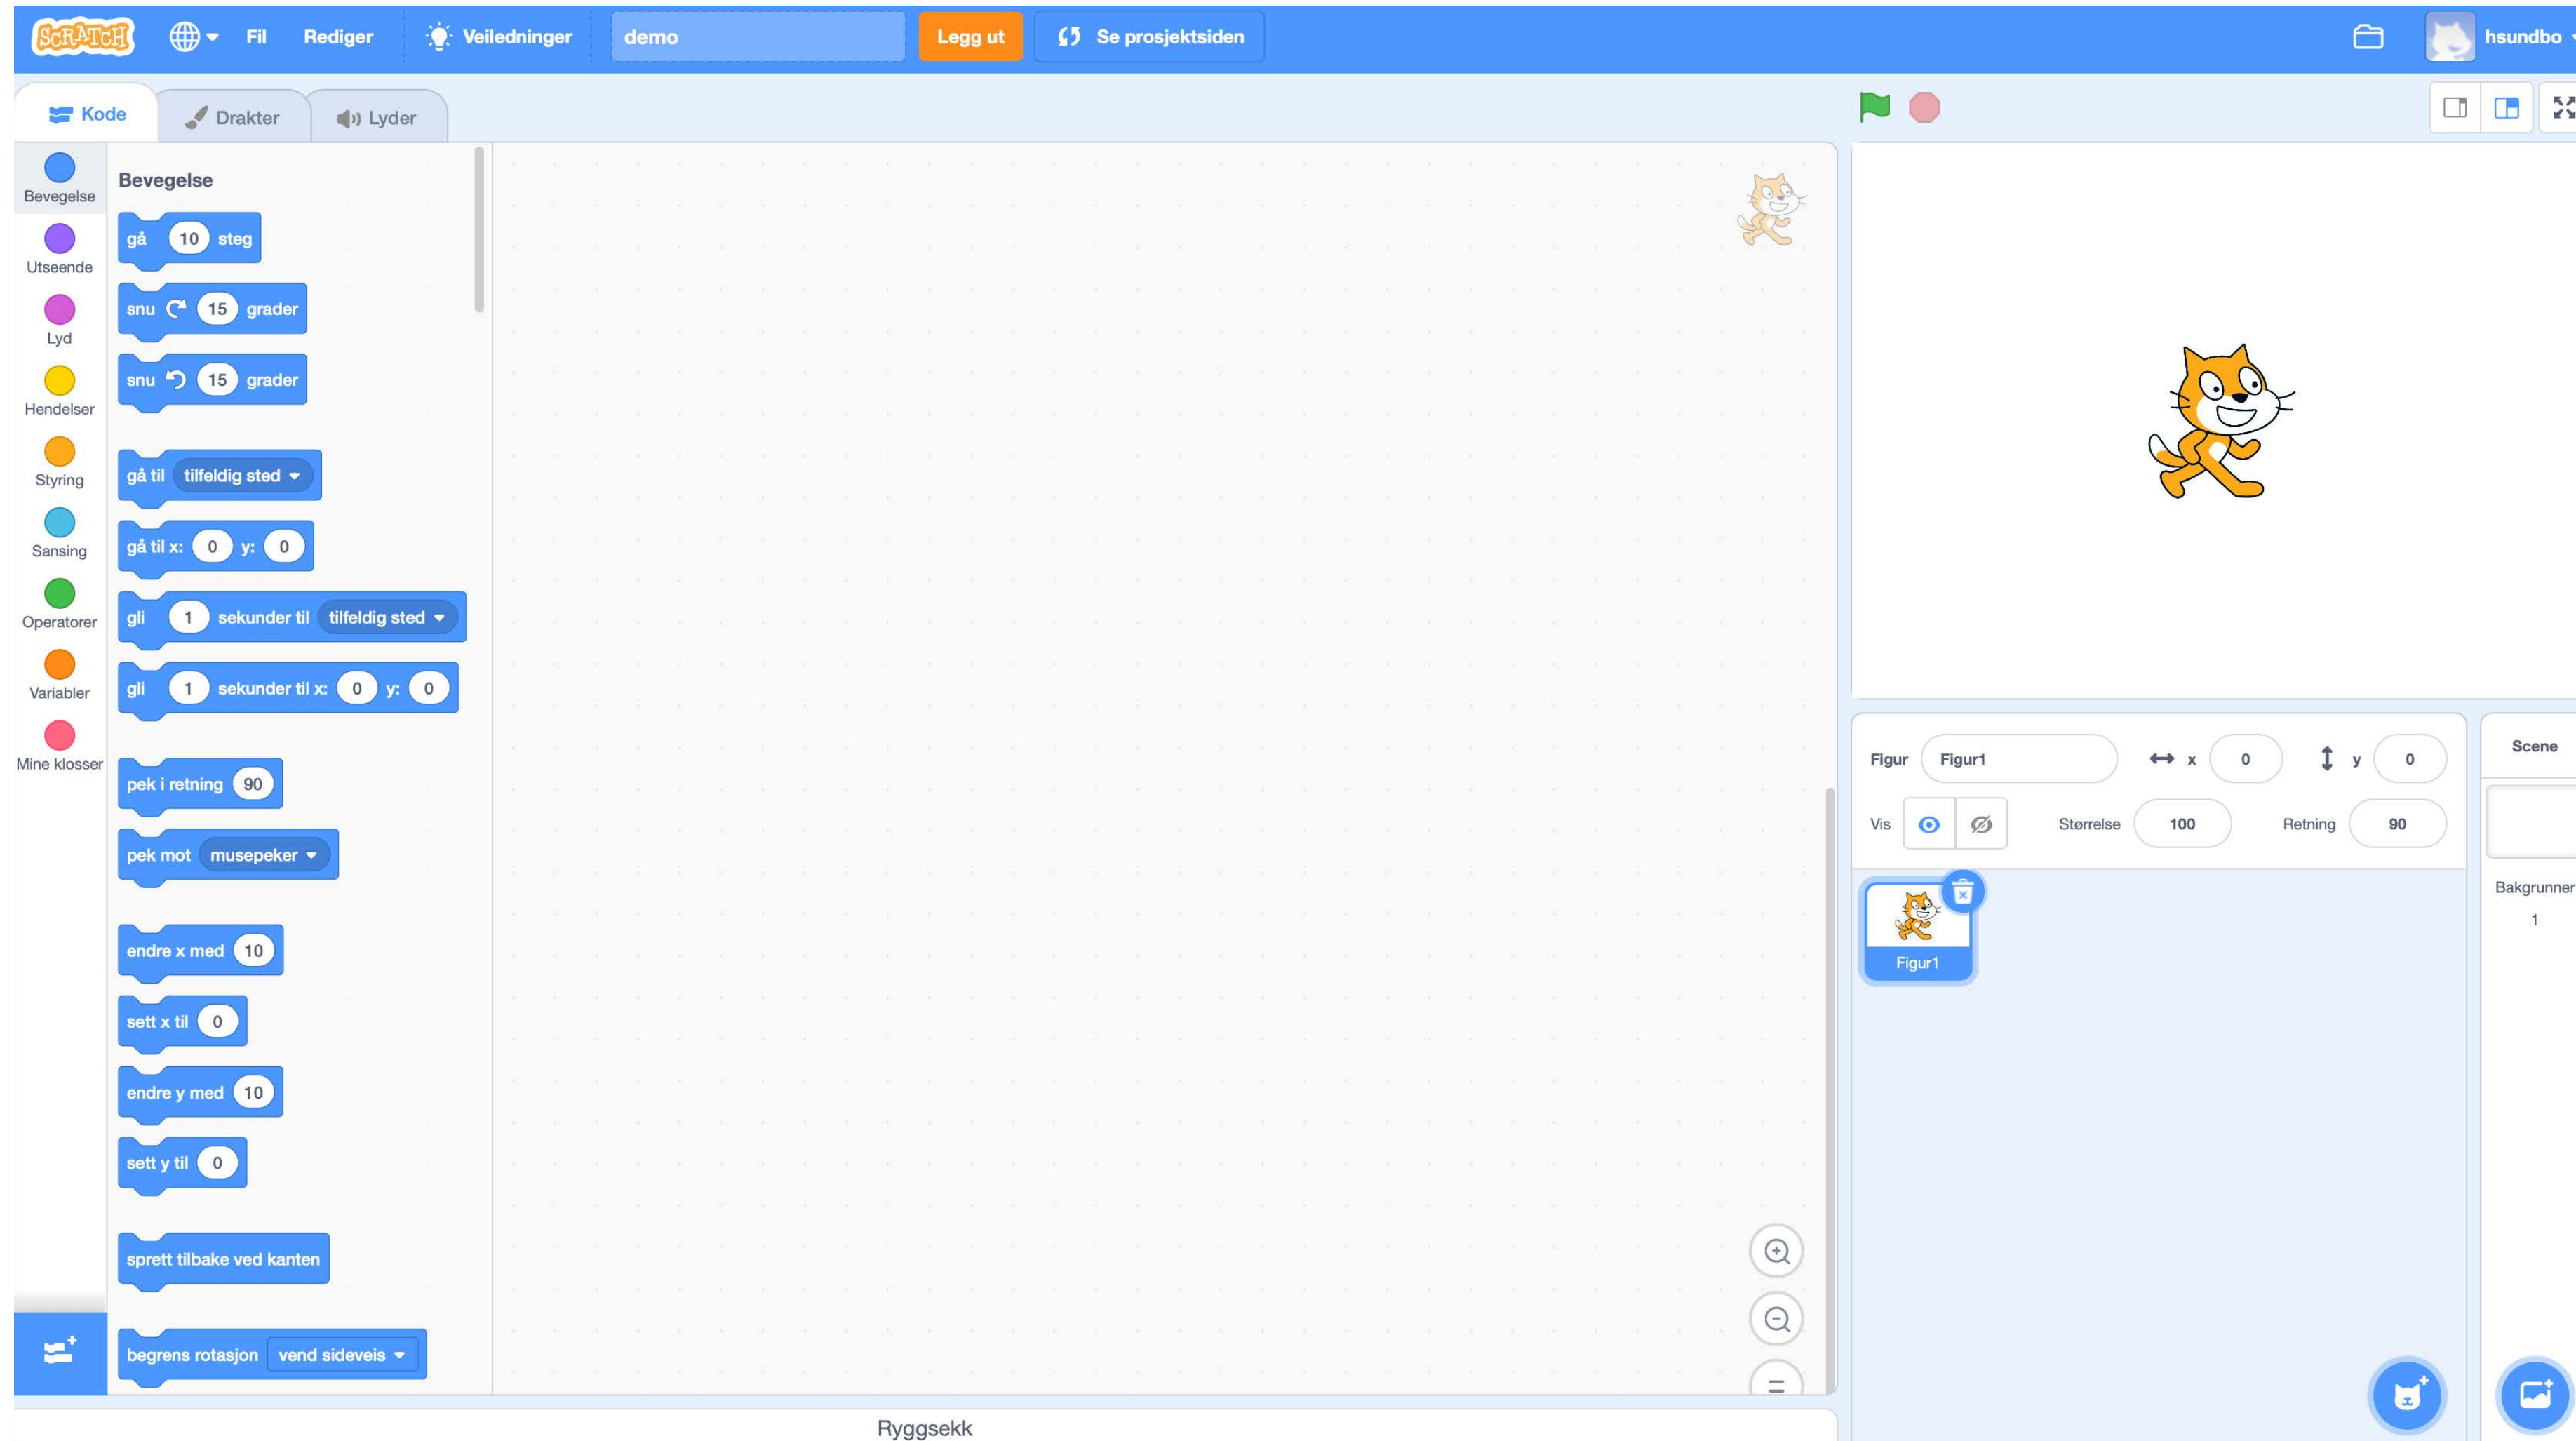 SCRATCH Fil Rediger Veiledninger demo Legg ut Se prosjektsiden hsundbo
Kode Drakter Lyder
Bevegelse
Utseende
Lyd
Hendelser
Styring
Sansing
Operatorer
Variabler
Mine klosser
Bevegelse
gå 10 steg
snu 15 grader
snu 15 grader
gå til tilfeldig sted
gå til x: 0 y: 0
gli 1 sekunder til tilfeldig sted
gli 1 sekunder til x: 0 y: 0
pek i retning 90
pek mot musepeker
endre x med 10
sett x til 0
endre y med 10
sett y til 0
sprett tilbake ved kanten
begrens rotasjon vend sideveis
Ryggsekk
Figur Figur1 x 0 y 0
Vis Størrelse 100 Retning 90
Figur1
Scene
Bakgrunner
1